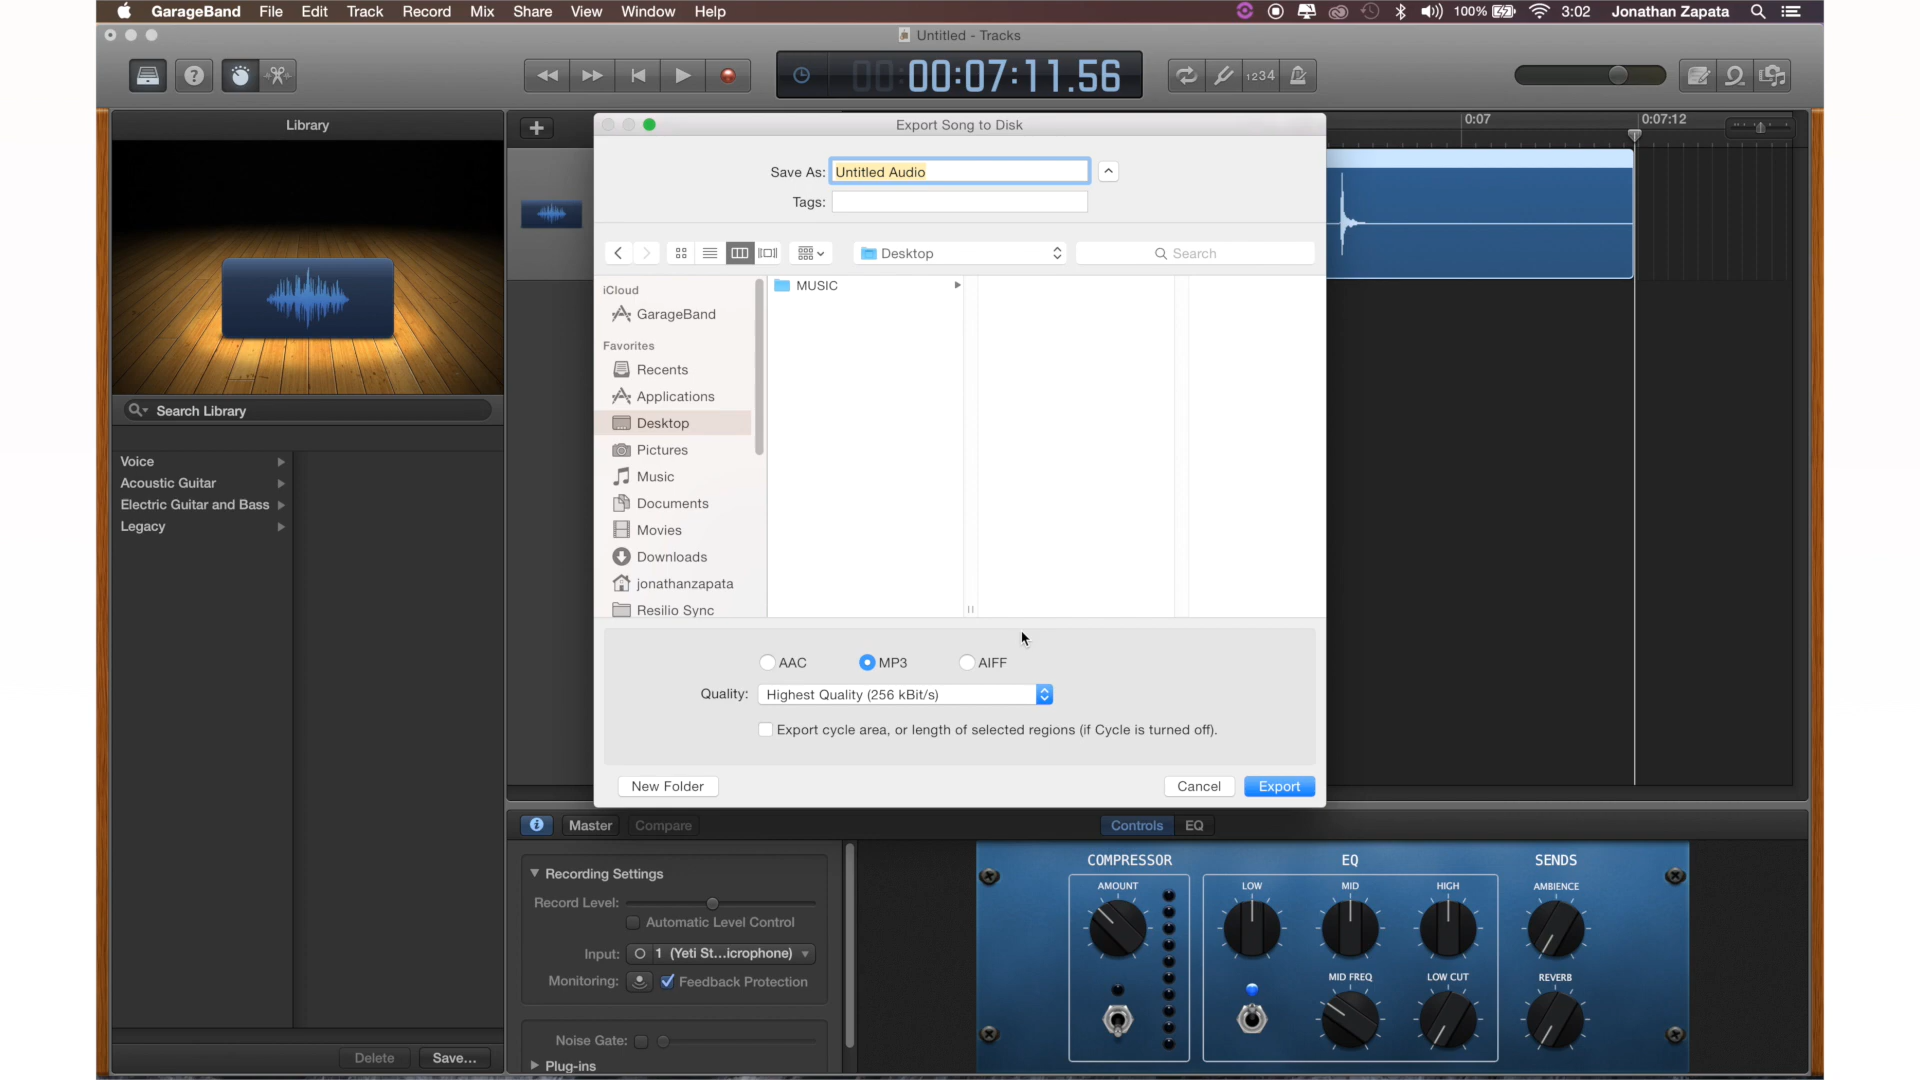 GarageBand File Edit Track Record Mix Share View Window Help 100% 3:02 Jonathan Zapata
Untitled - Tracks
00:00:07:11.56
1234
Library
Export Song to Disk
0:07 0:07:12
Save As: Untitled Audio
Tags:
Desktop
Search
iCloud
GarageBand
Favorites
Recents
Applications
Desktop
Pictures
Music
Documents
Movies
Downloads
jonathanzapata
Resilio Sync
MUSIC
Search Library
Voice
Acoustic Guitar
Electric Guitar and Bass
Legacy
AAC MP3 AIFF
Quality: Highest Quality (256 kBit/s)
Export cycle area, or length of selected regions (if Cycle is turned off).
New Folder Cancel Export
Master Compare Controls EQ
Recording Settings
Record Level:
Automatic Level Control
Input: 1 (Yeti St...icrophone)
Monitoring: Feedback Protection
Noise Gate:
Plug-ins
COMPRESSOR EQ SENDS
AMOUNT LOW MID HIGH AMBIENCE
MID FREQ LOW CUT REVERB
Delete Save...